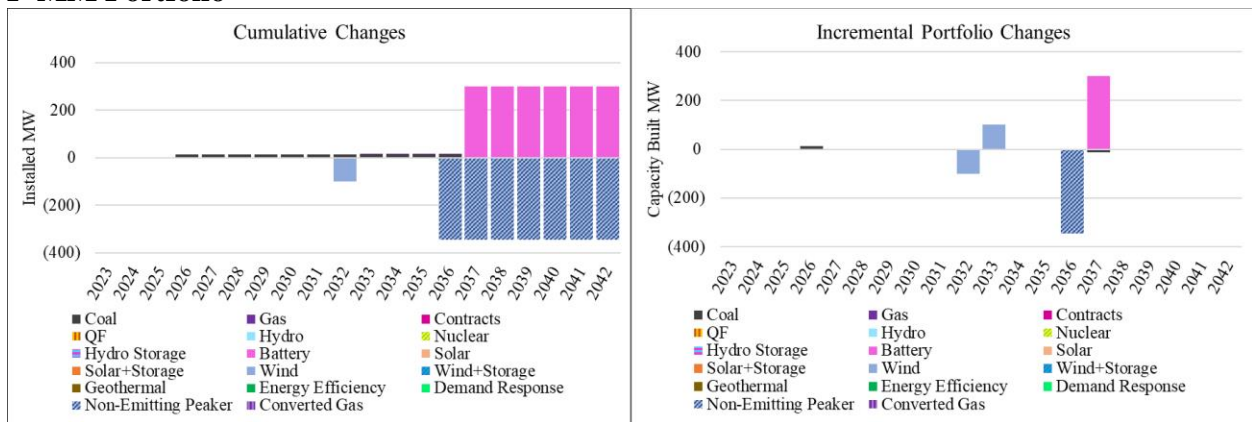 Cumulative Changes
Installed MW
400
200
0
(200)
(400)
2023 2024 2025 2026 2027 2028 2029 2030 2031 2032 2033 2034 2035 2036 2037 2038 2039 2040 2041 2042
Coal Gas Contracts
QF Hydro Nuclear
Hydro Storage Battery Solar
Solar+Storage Wind Wind+Storage
Geothermal Energy Efficiency Demand Response
Non-Emitting Peaker Converted Gas
Incremental Portfolio Changes
Capacity Built MW
400
200
0
(200)
(400)
2023 2024 2025 2026 2027 2028 2029 2030 2031 2032 2033 2034 2035 2036 2037 2038 2039 2040 2041 2042
Coal Gas Contracts
QF Hydro Nuclear
Hydro Storage Battery Solar
Solar+Storage Wind Wind+Storage
Geothermal Energy Efficiency Demand Response
Non-Emitting Peaker Converted Gas